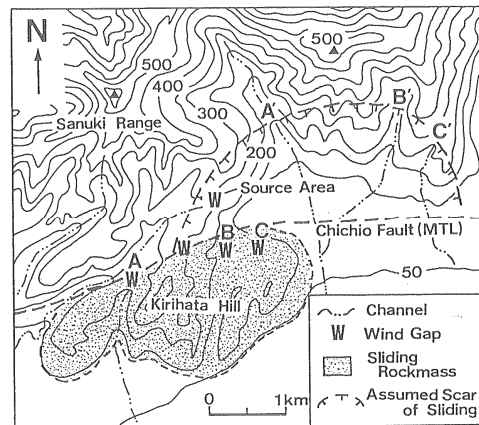 N
500
500
400
300
200
Sanuki Range
A'
B'
C'
W
Source Area
Chichio Fault (MTL)
A
W
W
B
W
C
W
50
Kirihata Hill
0 1km
Channel
W Wind Gap
Sliding
Rockmass
Assumed Scar
of Sliding